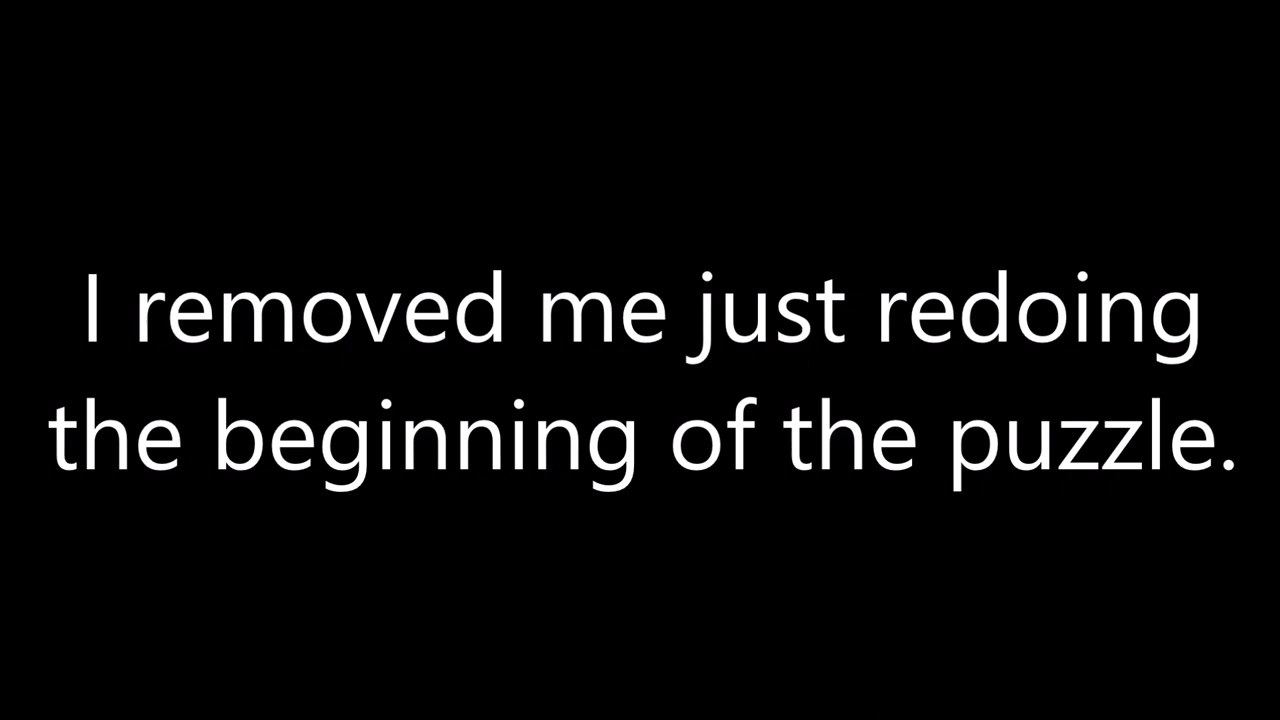 I removed me just redoing
the beginning of the puzzle.